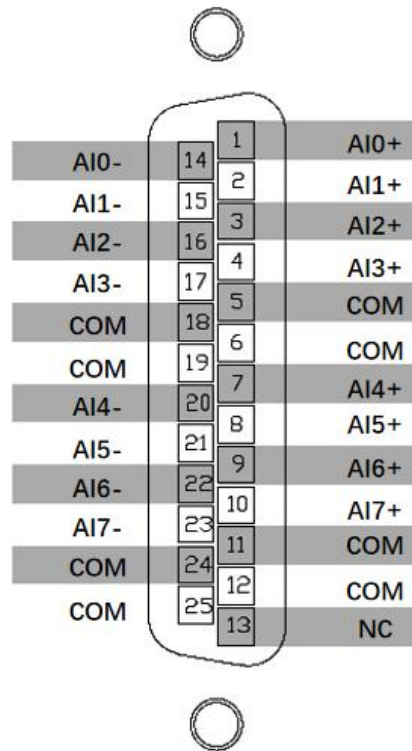 1 AI0+
AI0- 14
2 AI1+
AI1- 15
3 AI2+
AI2- 16
4 AI3+
AI3- 17
5 COM
COM 18
6 COM
COM 19
7 AI4+
AI4- 20
8 AI5+
AI5- 21
9 AI6+
AI6- 22
10 AI7+
AI7- 23
11 COM
COM 24
12 COM
COM 25
13 NC